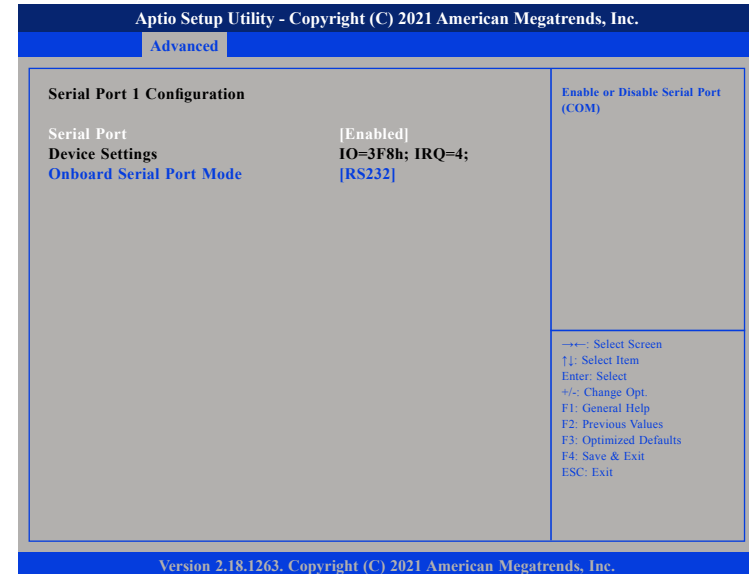 Aptio Setup Utility - Copyright (C) 2021 American Megatrends, Inc.
Advanced
Serial Port 1 Configuration
Serial Port [Enabled]
Device Settings IO=3F8h; IRQ=4;
Onboard Serial Port Mode [RS232]
Enable or Disable Serial Port
(COM)
→←: Select Screen
↑↓: Select Item
Enter: Select
+/-: Change Opt.
F1: General Help
F2: Previous Values
F3: Optimized Defaults
F4: Save & Exit
ESC: Exit
Version 2.18.1263. Copyright (C) 2021 American Megatrends, Inc.